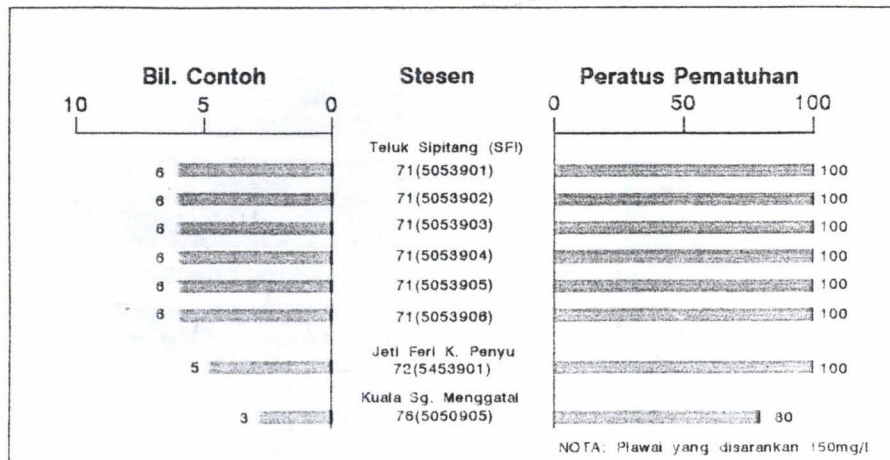 Bil. Contoh Stesen Peratus Pematuhan
10 5 0 0 50 100
Teluk Sipitang (SFI)
6 71(5053901) 100
6 71(5053902) 100
6 71(5053903) 100
6 71(5053904) 100
6 71(5053905) 100
6 71(5053906) 100
Jeti Feri K. Penyu
5 72(5453901) 100
Kuala Sg. Menggatal
3 76(5050905) 80
NOTA: Piawai yang disarankan 150mg/l